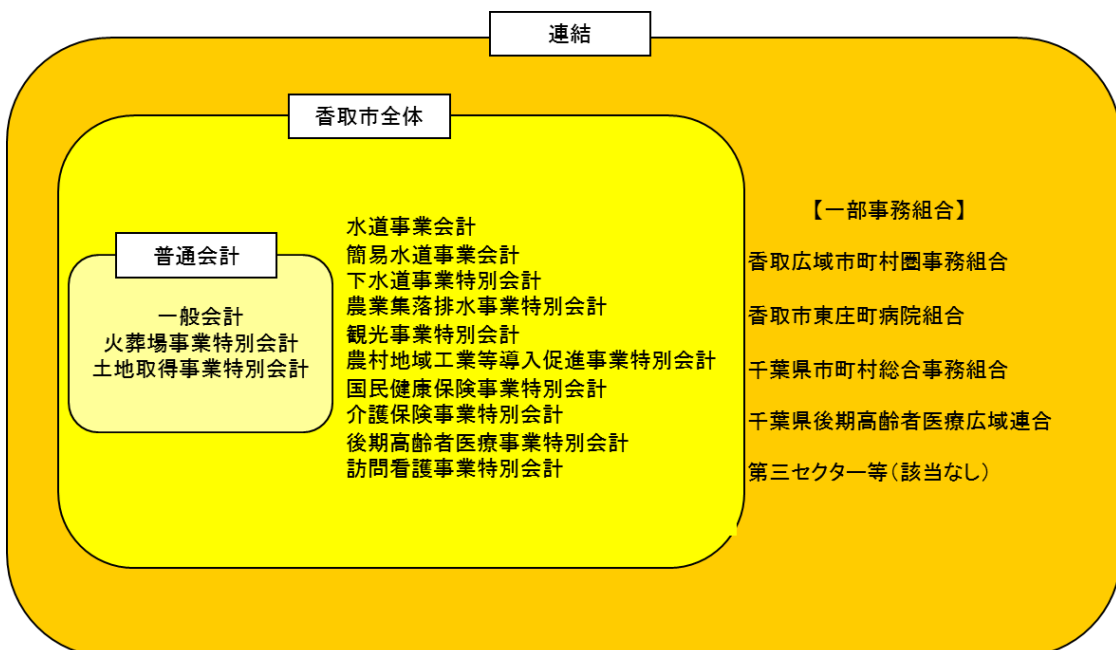 連結
香取市全体
普通会計
一般会計
火葬場事業特別会計
土地取得事業特別会計
水道事業会計
簡易水道事業会計
下水道事業特別会計
農業集落排水事業特別会計
観光事業特別会計
農村地域工業等導入促進事業特別会計
国民健康保険事業特別会計
介護保険事業特別会計
後期高齢者医療事業特別会計
訪問看護事業特別会計
【一部事務組合】
香取広域市町村圏事務組合
香取市東庄町病院組合
千葉県市町村総合事務組合
千葉県後期高齢者医療広域連合
第三セクター等(該当なし)